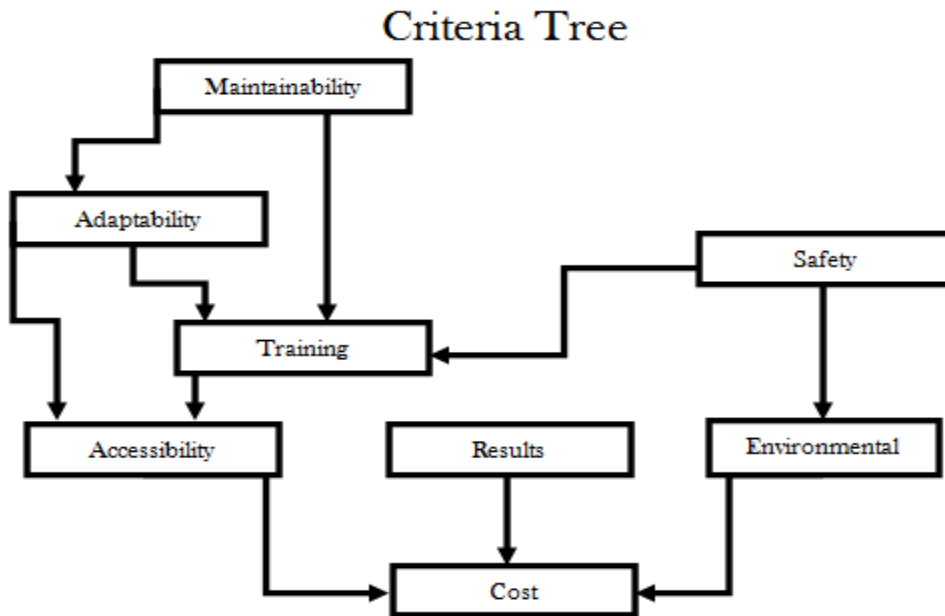 Criteria Tree
Maintainability
Adaptability
Safety
Training
Accessibility
Results
Environmental
Cost